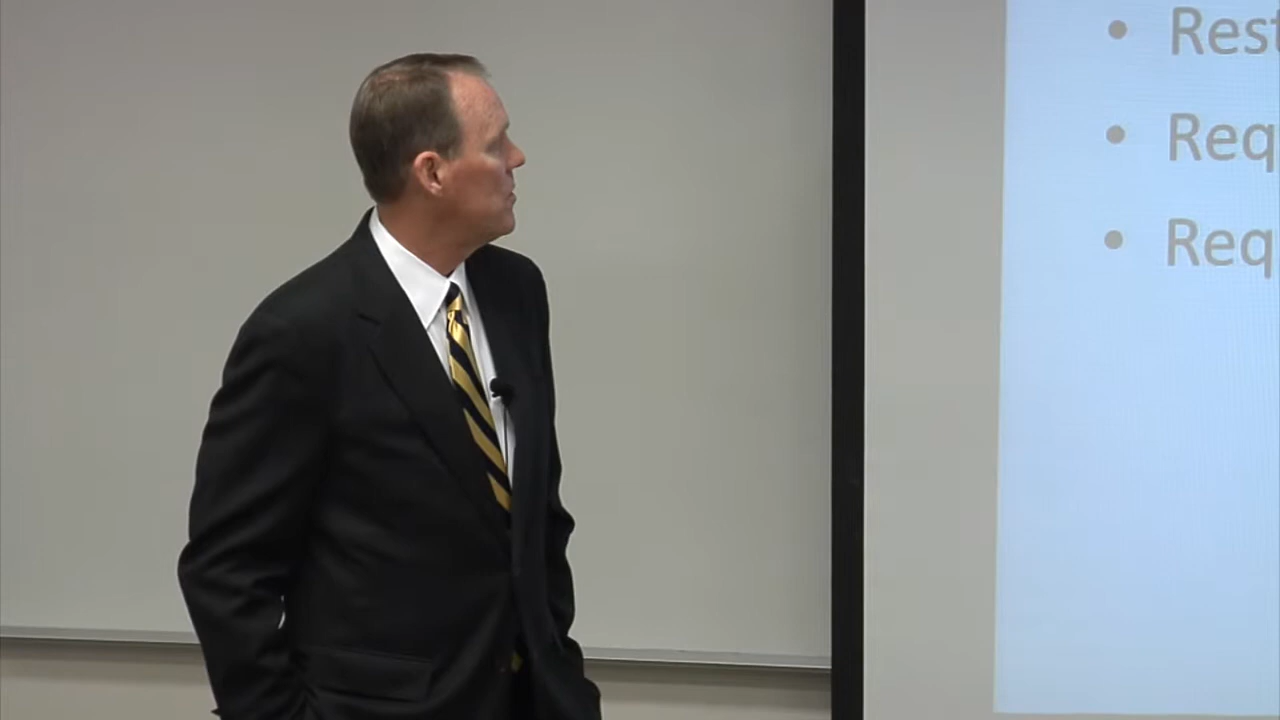 • Rest
• Req
• Req